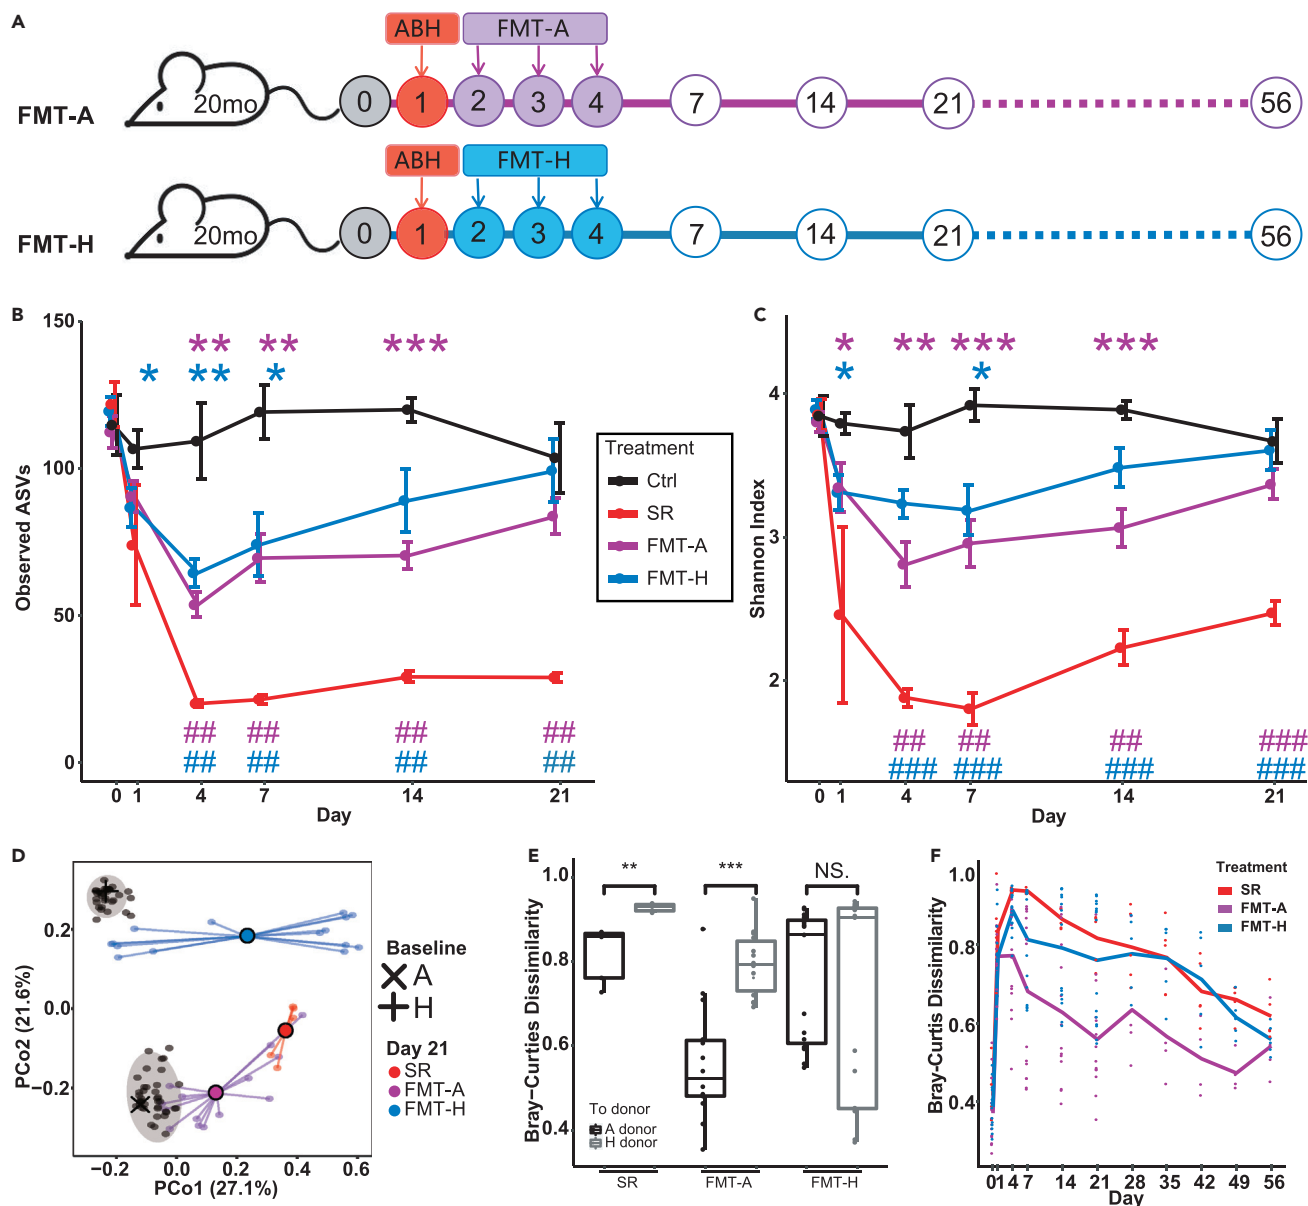 A
ABH FMT-A
FMT-A 20mo 0 1 2 3 4 7 14 21 56
ABH FMT-H
FMT-H 20mo 0 1 2 3 4 7 14 21 56
B
Observed ASVs
150
100
50
0
** ** ***
* ** *
## ## ## ##
## ## ## ##
0 1 4 7 14 21
Day
Treatment
Ctrl
SR
FMT-A
FMT-H
C
Shannon Index
4
3
2
* ** *** ***
* *
## ## ## ###
### ### ### ###
0 1 4 7 14 21
Day
D
PCo2 (21.6%)
0.2
0.0
−0.2
−0.2 0.0 0.2 0.4 0.6
PCo1 (27.1%)
Baseline
A
H
Day 21
SR
FMT-A
FMT-H
E
Bray-Curties Dissimilarity
1.0
0.8
0.6
0.4
** *** NS.
To donor
A donor
H donor
SR FMT-A FMT-H
F
Bray-Curtis Dissimilarity
1.0
0.8
0.6
0.4
Treatment
SR
FMT-A
FMT-H
0 1 4 7 14 21 28 35 42 49 56
Day